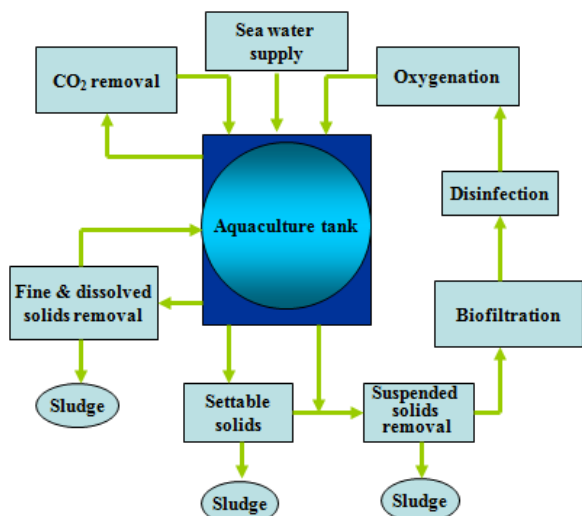 Sea water
supply
CO₂ removal
Oxygenation
Disinfection
Aquaculture tank
Fine & dissolved
solids removal
Biofiltration
Sludge
Settable
solids
Suspended
solids
removal
Sludge
Sludge